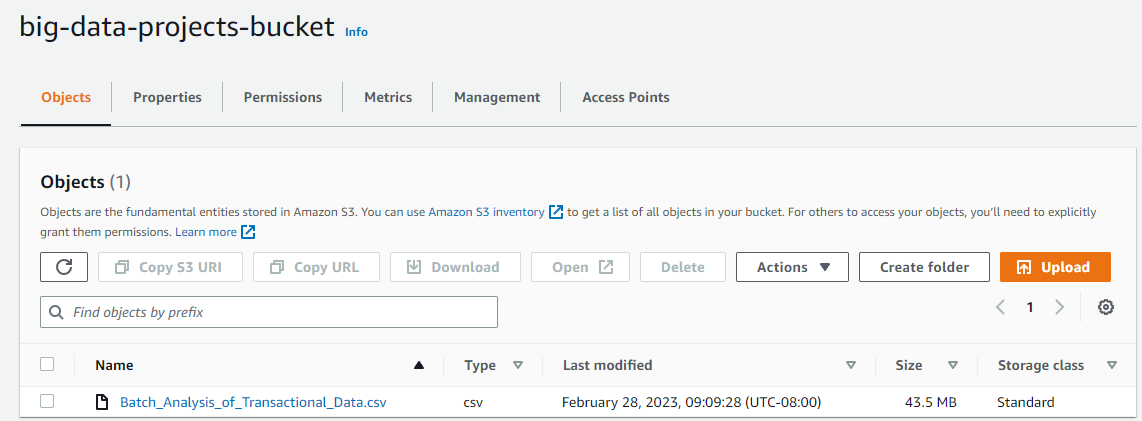 big-data-projects-bucket Info
Objects Properties Permissions Metrics Management Access Points
Objects (1)
Objects are the fundamental entities stored in Amazon S3. You can use Amazon S3 inventory to get a list of all objects in your bucket. For others to access your objects, you'll need to explicitly
grant them permissions. Learn more
Copy S3 URI Copy URL Download Open Delete Actions Create folder Upload
Find objects by prefix 1
Name Type Last modified Size Storage class
Batch_Analysis_of_Transactional_Data.csv csv February 28, 2023, 09:09:28 (UTC-08:00) 43.5 MB Standard